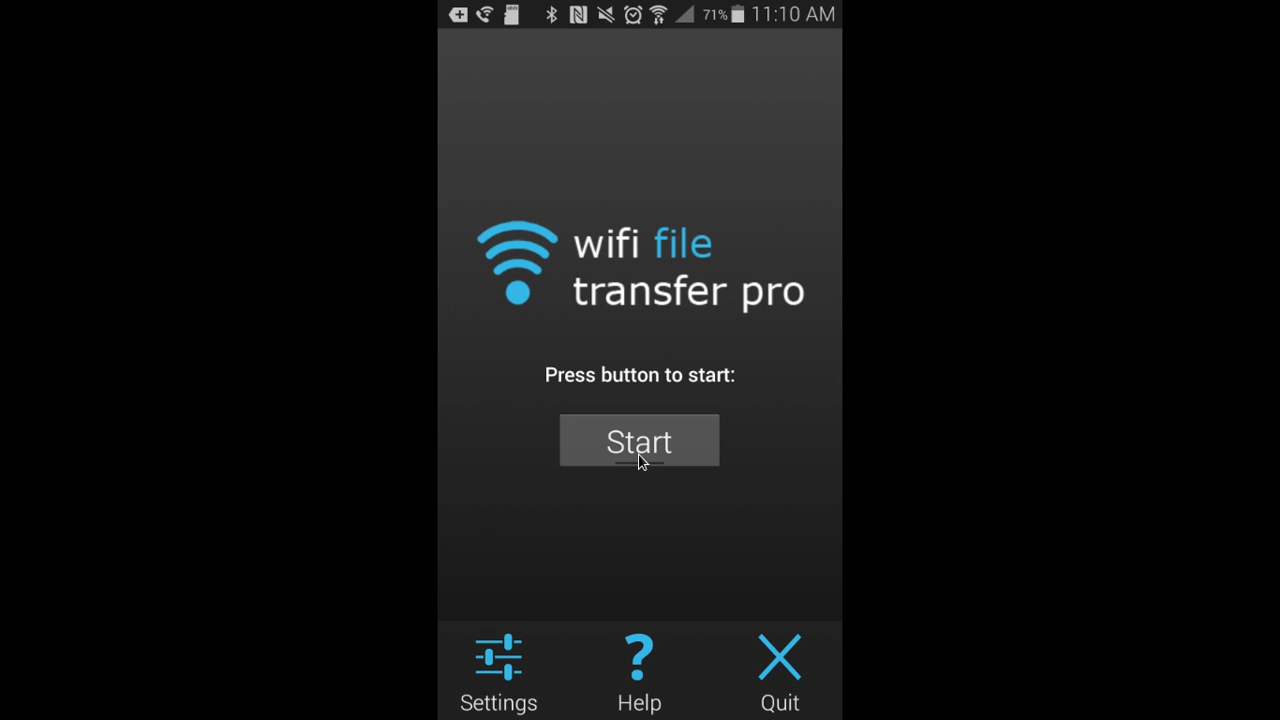 71% 11:10 AM
wifi file
transfer pro
Press button to start:
Start
Settings Help Quit